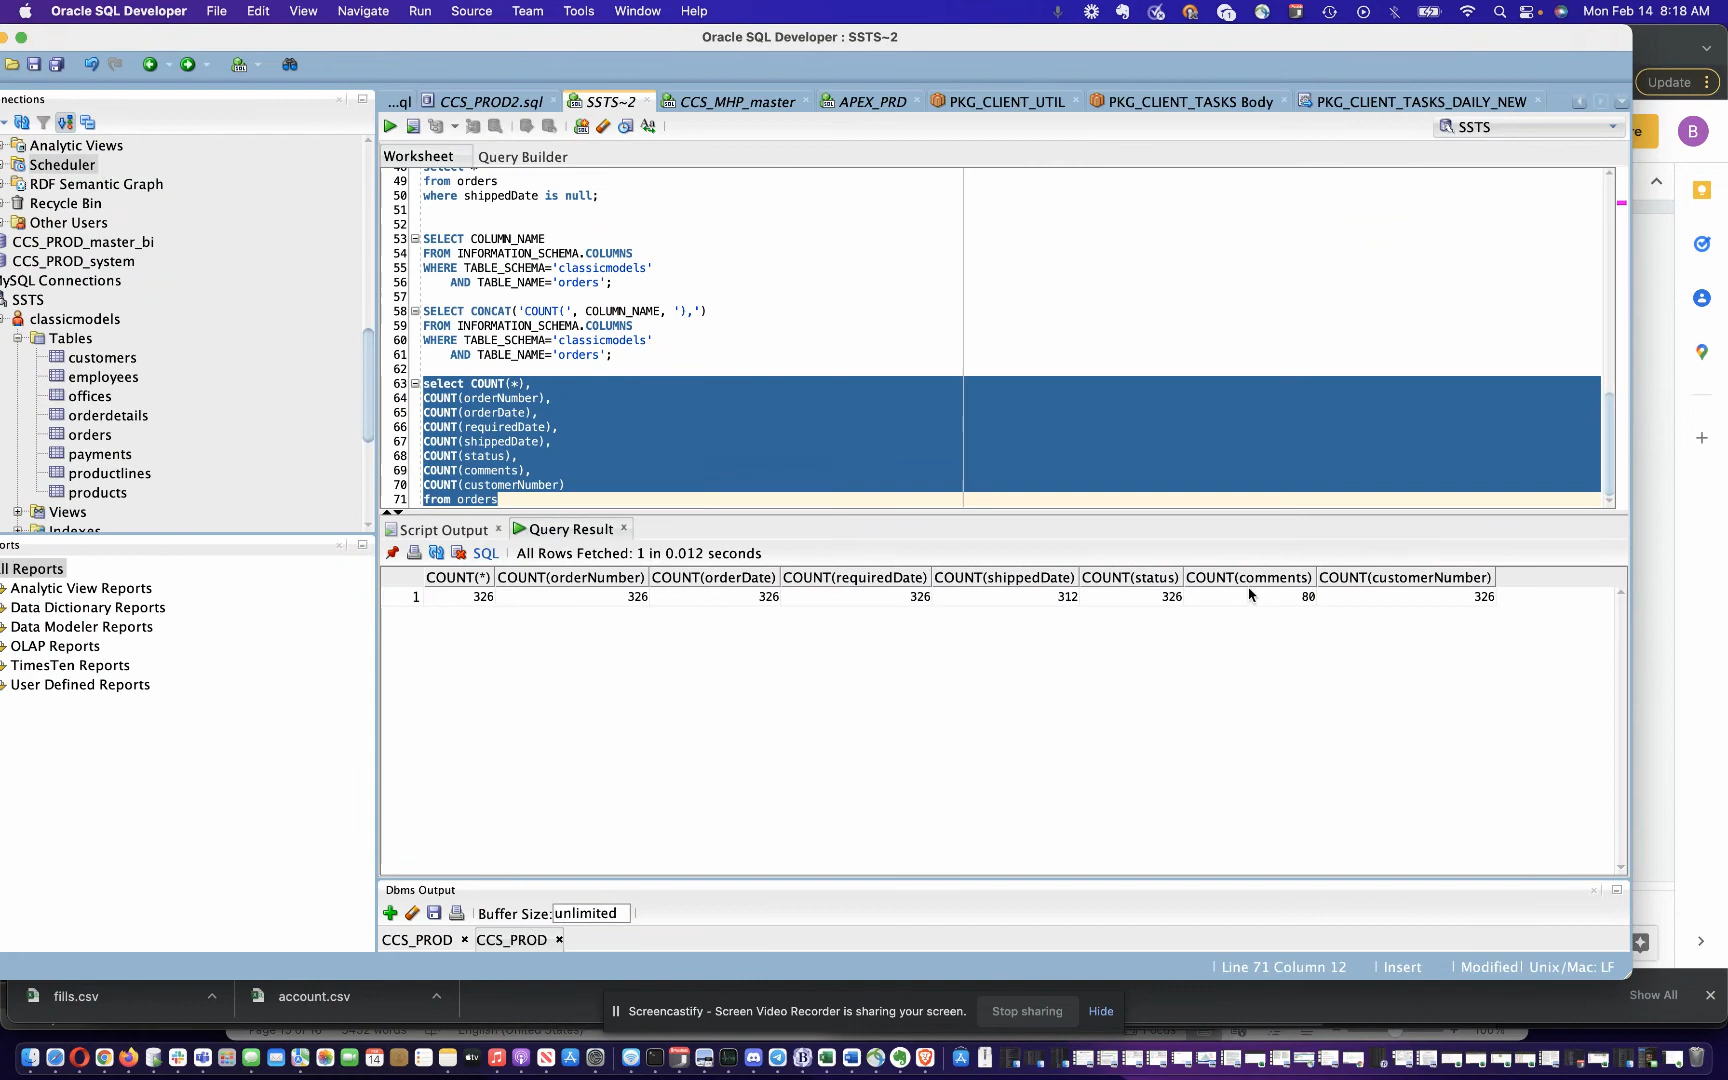 Oracle SQL Developer File Edit View Navigate Run Source Team Tools Window Help Mon Feb 14 8:18 AM
Oracle SQL Developer : SSTS~2
Update
nnections
...ql CCS_PROD2.sql SSTS~2 CCS_MHP_master APEX_PRD PKG_CLIENT_UTIL PKG_CLIENT_TASKS Body PKG_CLIENT_TASKS_DAILY_NEW
SSTS
B
Worksheet Query Builder
Analytic Views
Scheduler
RDF Semantic Graph
Recycle Bin
Other Users
CCS_PROD_master_bi
CCS_PROD_system
MySQL Connections
SSTS
classicmodels
Tables
customers
employees
offices
orderdetails
orders
payments
productlines
products
Views
Indexes
48 select *
49 from orders
50 where shippedDate is null;
51
52
53 SELECT COLUMN_NAME
54 FROM INFORMATION_SCHEMA.COLUMNS
55 WHERE TABLE_SCHEMA='classicmodels'
56 AND TABLE_NAME='orders';
57
58 SELECT CONCAT('COUNT(', COLUMN_NAME, '),')
59 FROM INFORMATION_SCHEMA.COLUMNS
60 WHERE TABLE_SCHEMA='classicmodels'
61 AND TABLE_NAME='orders';
62
63 select COUNT(*),
64 COUNT(orderNumber),
65 COUNT(orderDate),
66 COUNT(requiredDate),
67 COUNT(shippedDate),
68 COUNT(status),
69 COUNT(comments),
70 COUNT(customerNumber)
71 from orders
orts
ll Reports
Analytic View Reports
Data Dictionary Reports
Data Modeler Reports
OLAP Reports
TimesTen Reports
User Defined Reports
Script Output Query Result
SQL All Rows Fetched: 1 in 0.012 seconds
COUNT(*) COUNT(orderNumber) COUNT(orderDate) COUNT(requiredDate) COUNT(shippedDate) COUNT(status) COUNT(comments) COUNT(customerNumber)
1 326 326 326 326 312 326 80 326
Dbms Output
Buffer Size: unlimited
CCS_PROD CCS_PROD
Line 71 Column 12 Insert Modified Unix/Mac: LF
fills.csv account.csv Show All
Screencastify - Screen Video Recorder is sharing your screen. Stop sharing Hide
English (United States) 100%